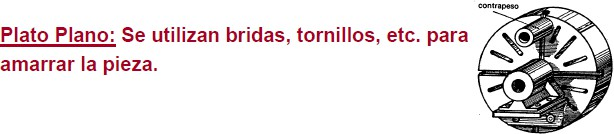 contrapeso
Plato Plano: Se utilizan bridas, tornillos, etc. para
amarrar la pieza.